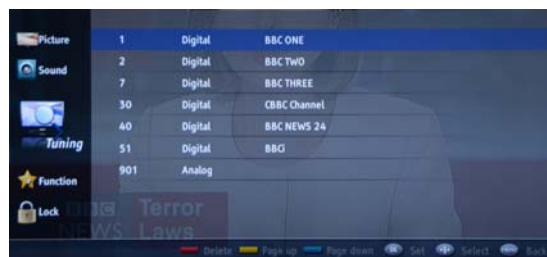 Picture
Sound
Tuning
Function
Lock
1 Digital BBC ONE
2 Digital BBC TWO
7 Digital BBC THREE
30 Digital CBBC Channel
40 Digital BBC NEWS 24
51 Digital BBCi
901 Analog
BBC Terror
NEWS Laws
Delete Page up Page down OK Set Select Back